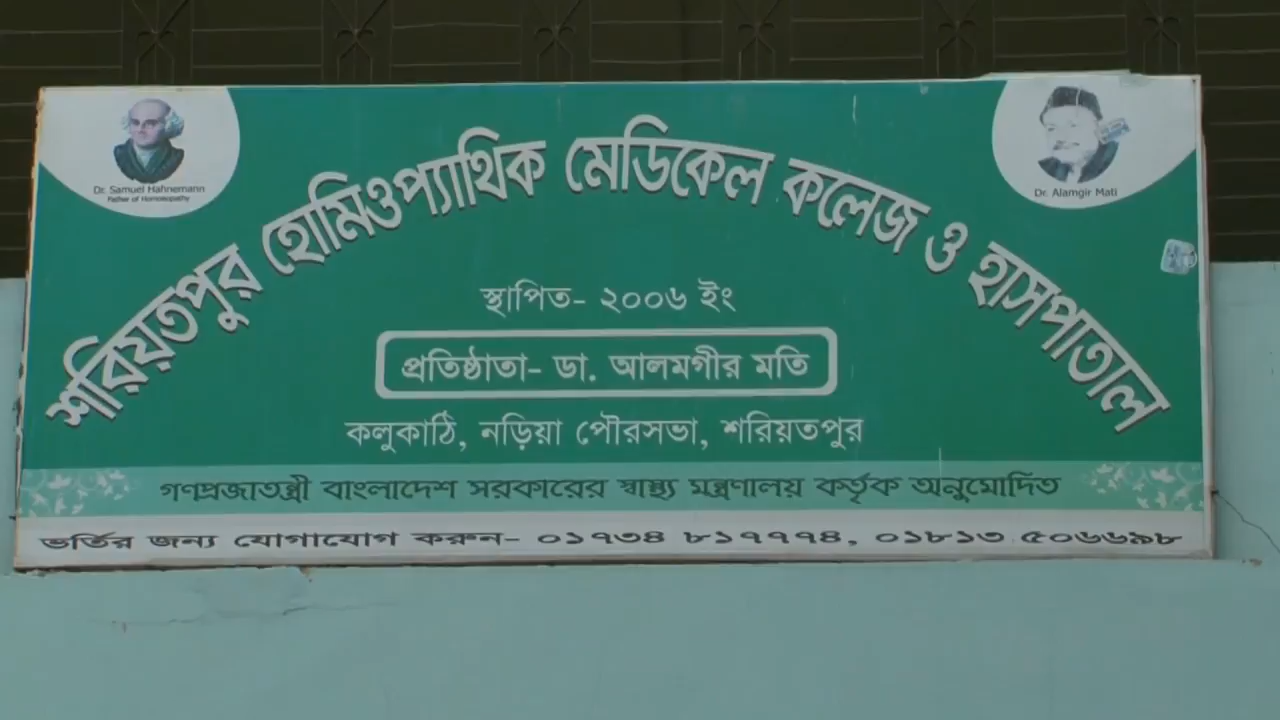 Dr. Samuel Hahnemann
Father of Homoeopathy
Dr. Alamgir Mati
শরিয়তপুর হোমিওপ্যাথিক মেডিকেল কলেজ ও হাসপাতাল
স্থাপিত- ২০০৬ ইং
প্রতিষ্ঠাতা- ডা. আলমগীর মতি
কলুকাঠি, নড়িয়া পৌরসভা, শরিয়তপুর
গণপ্রজাতন্ত্রী বাংলাদেশ সরকারের স্বাস্থ্য মন্ত্রণালয় কর্তৃক অনুমোদিত
ভর্তির জন্য যোগাযোগ করুন- ০১৭৩৪ ৮১৭৭৭৪, ০১৮১৩ ৫০৬৬৯৮